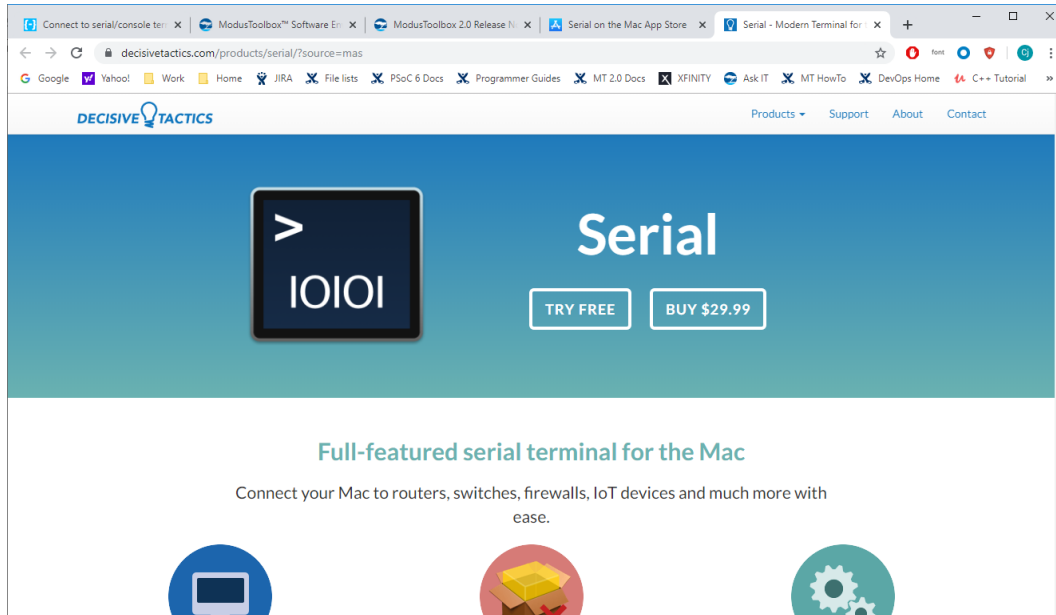 Connect to serial/console ten
ModusToolbox™ Software En
ModusToolbox 2.0 Release N
Serial on the Mac App Store
Serial - Modern Terminal for t
decisivetactics.com/products/serial/?source=mas
font
Cj
Google Yahoo! Work Home JIRA File lists PSoC 6 Docs Programmer Guides MT 2.0 Docs XFINITY Ask IT MT HowTo DevOps Home C++ Tutorial »
DECISIVE TACTICS
Products Support About Contact
>
IOIOI
Serial
TRY FREE BUY $29.99
Full-featured serial terminal for the Mac
Connect your Mac to routers, switches, firewalls, IoT devices and much more with
ease.